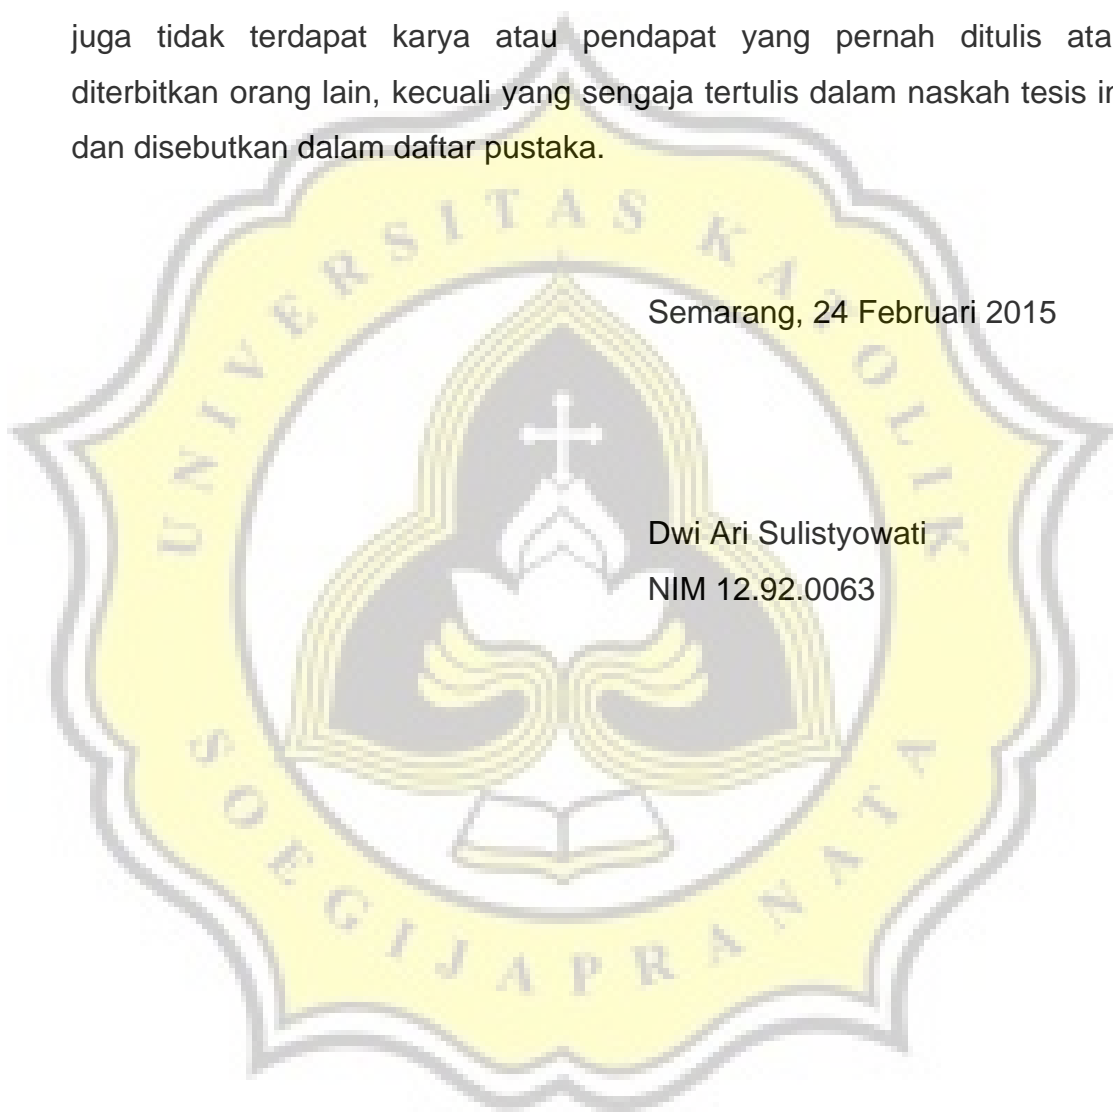 juga tidak terdapat karya atau pendapat yang pernah ditulis ata
diterbitkan orang lain, kecuali yang sengaja tertulis dalam naskah tesis in
dan disebutkan dalam daftar pustaka.
UNIVERSITAS KATOLIK
Semarang, 24 Februari 2015
Dwi Ari Sulistyowati
NIM 12.92.0063
SOEGIJAPRANATA